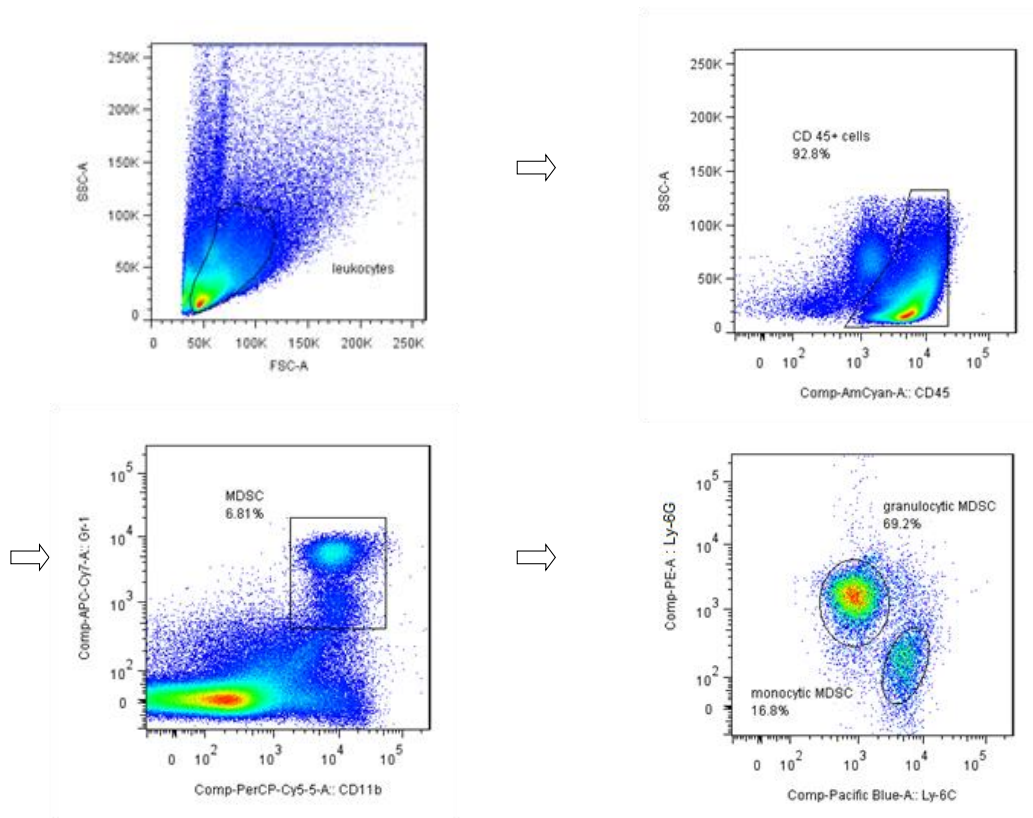 250K
200K
150K
100K
50K
0
SSC-A
leukocytes
0 50K 100K 150K 200K 250K
FSC-A
250K
200K
150K
100K
50K
0
SSC-A
CD 45+ cells
92.8%
0 10² 10³ 10⁴ 10⁵
Comp-AmCyan-A:: CD45
10⁵
10⁴
10³
10²
0
Comp-APC-Cy7-A:: Gr-1
MDSC
6.81%
0 10² 10³ 10⁴ 10⁵
Comp-PerCP-Cy5-5-A:: CD11b
10⁵
10⁴
10³
10²
0
Comp-PE-A :: Ly-6G
granulocytic MDSC
69.2%
monocytic MDSC
16.8%
0 10² 10³ 10⁴ 10⁵
Comp-Pacific Blue-A:: Ly-6C